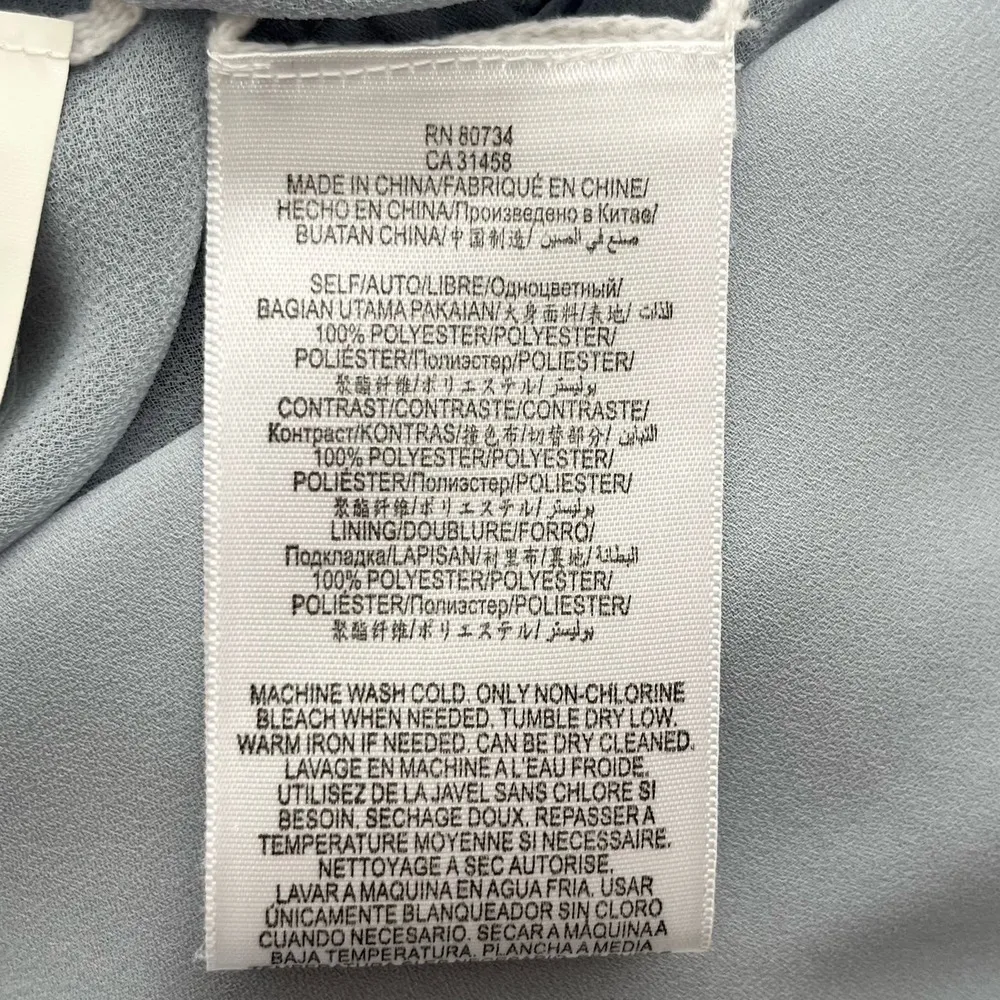 RN 80734
CA 31458
MADE IN CHINA/FABRIQUÉ EN CHINE/
HECHO EN CHINA/Произведено в Китае/
BUATAN CHINA/中国制造/ صنع في الصين
SELF/AUTO/LIBRE/Одноцветный/
BAGIAN UTAMA PAKAIAN/大身面料/表地/ الذات
100% POLYESTER/POLYESTER/
POLIÉSTER/Полиэстер/POLIESTER/
聚酯纤维/ポリエステル/ بوليستر
CONTRAST/CONTRASTE/CONTRASTE/
Контраст/KONTRAS/撞色布/切替部分/ التباين
100% POLYESTER/POLYESTER/
POLIÉSTER/Полиэстер/POLIESTER/
聚酯纤维/ポリエステル/ بوليستر
LINING/DOUBLURE/FORRO/
Подкладка/LAPISAN/衬里布/裏地/ البطانة
100% POLYESTER/POLYESTER/
POLIÉSTER/Полиэстер/POLIESTER/
聚酯纤维/ポリエステル/ بوليستر
MACHINE WASH COLD. ONLY NON-CHLORINE
BLEACH WHEN NEEDED. TUMBLE DRY LOW.
WARM IRON IF NEEDED. CAN BE DRY CLEANED.
LAVAGE EN MACHINE A L'EAU FROIDE.
UTILISEZ DE LA JAVEL SANS CHLORE SI
BESOIN. SECHAGE DOUX. REPASSER A
TEMPERATURE MOYENNE SI NECESSAIRE.
NETTOYAGE A SEC AUTORISE.
LAVAR A MAQUINA EN AGUA FRIA. USAR
ÚNICAMENTE BLANQUEADOR SIN CLORO
CUANDO NECESARIO. SECAR A MÁQUINA A
BAJA TEMPERATURA. PLANCHA A MEDIA